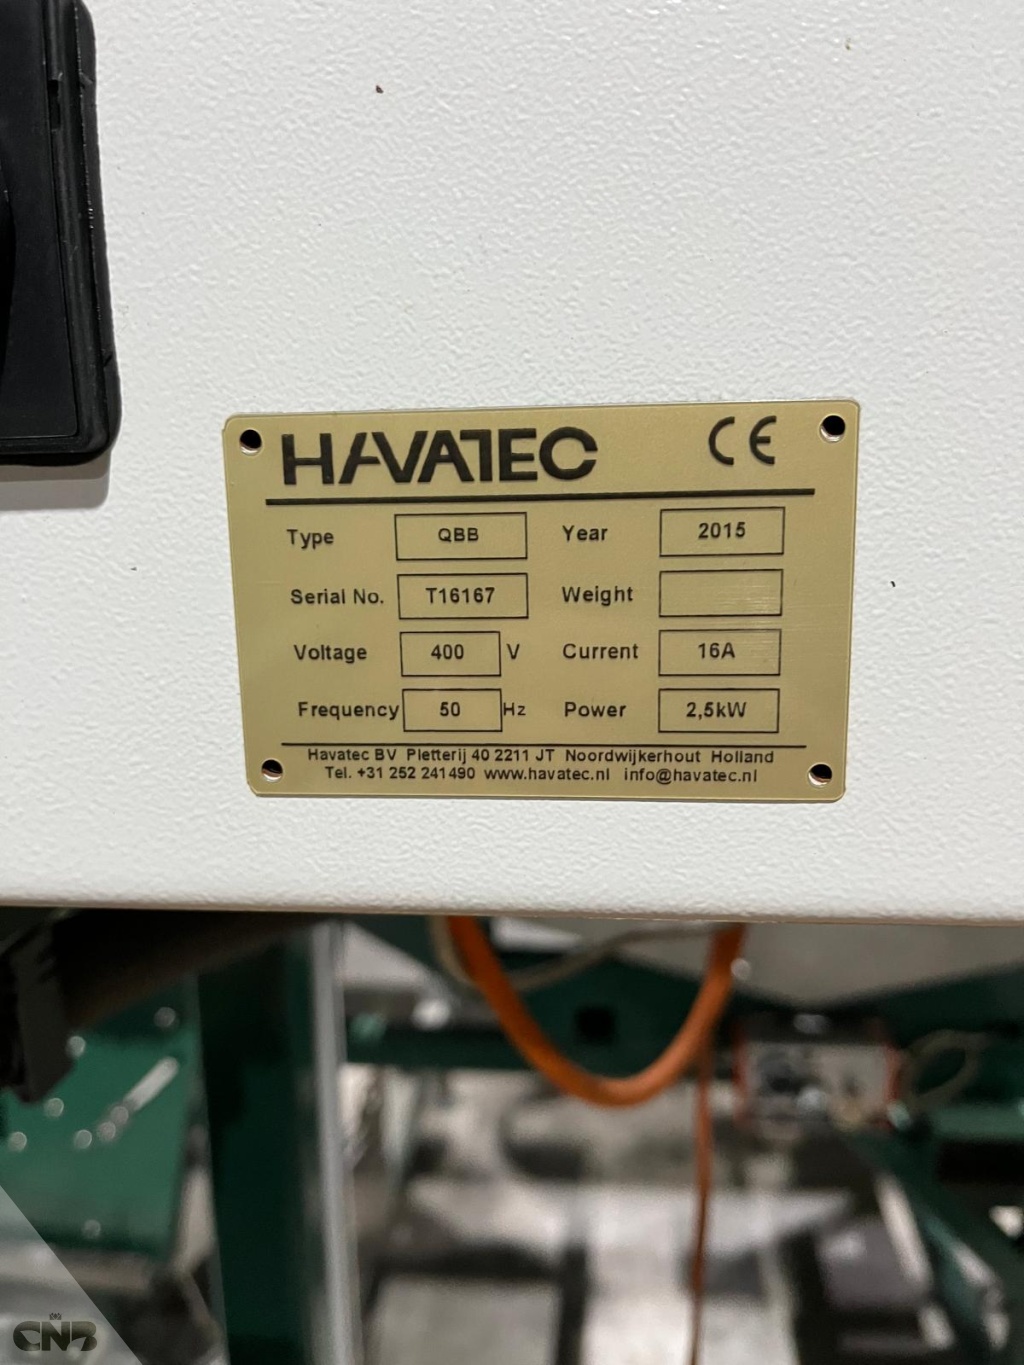 HAVATEC CE
Type QBB Year 2015
Serial No. T16167 Weight
Voltage 400 V Current 16A
Frequency 50 Hz Power 2,5kW
Havatec BV Pletterij 40 2211 JT Noordwijkerhout Holland
Tel. +31 252 241490 www.havatec.nl info@havatec.nl
CNB